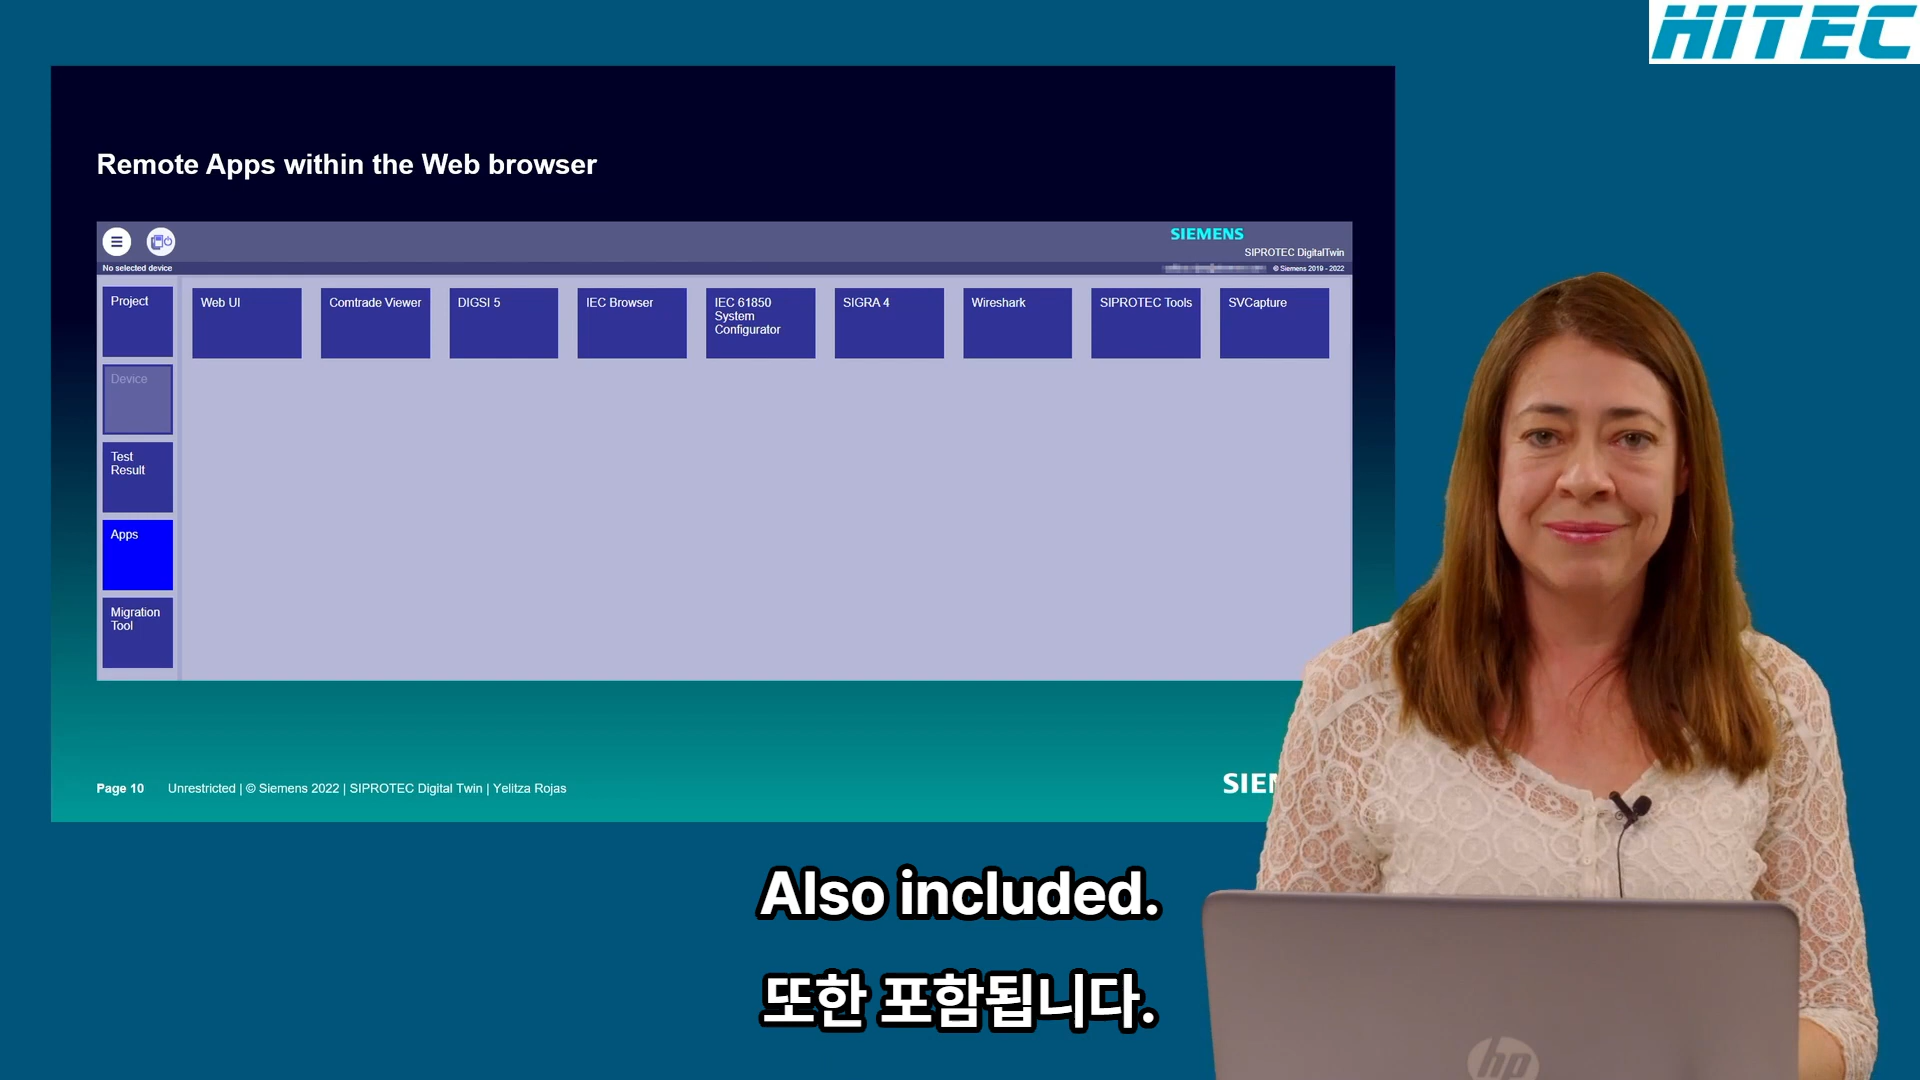 HITEC
Remote Apps within the Web browser
SIEMENS
SIPROTEC DigitalTwin
No selected device
© Siemens 2019 - 2022
Project
Web UI
Comtrade Viewer
DIGSI 5
IEC Browser
IEC 61850
System
Configurator
SIGRA 4
Wireshark
SIPROTEC Tools
SVCapture
Device
Test
Result
Apps
Migration
Tool
Page 10 Unrestricted | © Siemens 2022 | SIPROTEC Digital Twin | Yelitza Rojas
SIE
Also included.
또한 포함됩니다.
hp